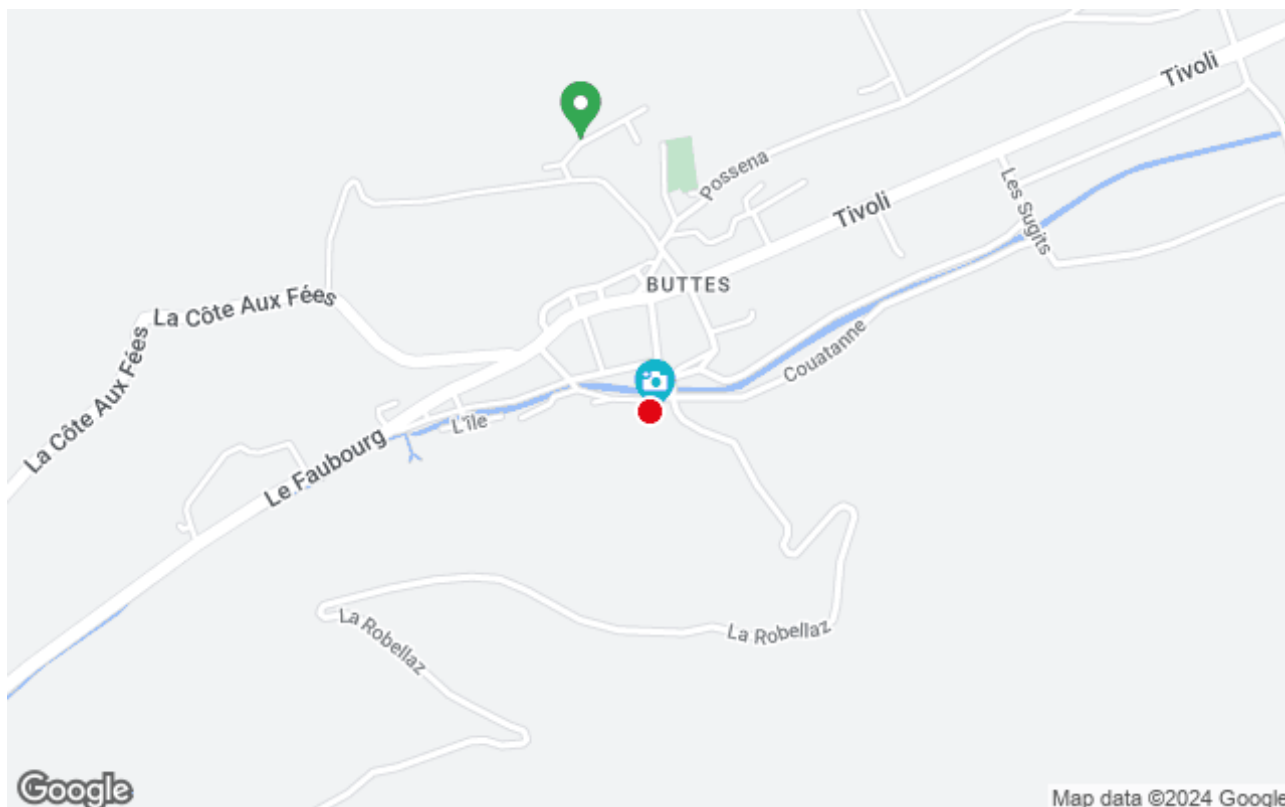 Tivoli
Possena
Les Sugits
Tivoli
BUTTES
La Côte Aux Fées
Couatanne
La Côte Aux Fées
L'île
Le Faubourg
La Robellaz
La Robellaz
Google
Map data ©2024 Google